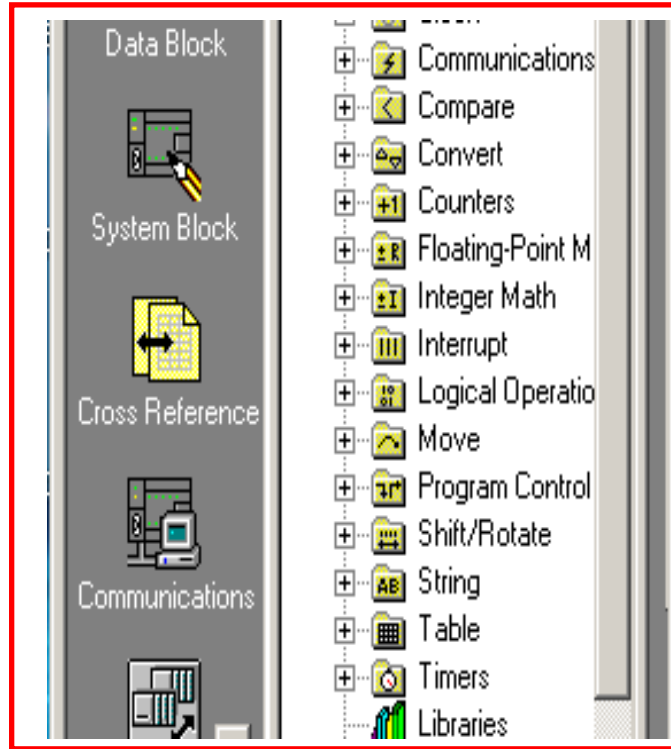 Data Block
System Block
Cross Reference
Communications
Communications
Compare
Convert
Counters
Floating-Point M
Integer Math
Interrupt
Logical Operatio
Move
Program Control
Shift/Rotate
String
Table
Timers
Libraries